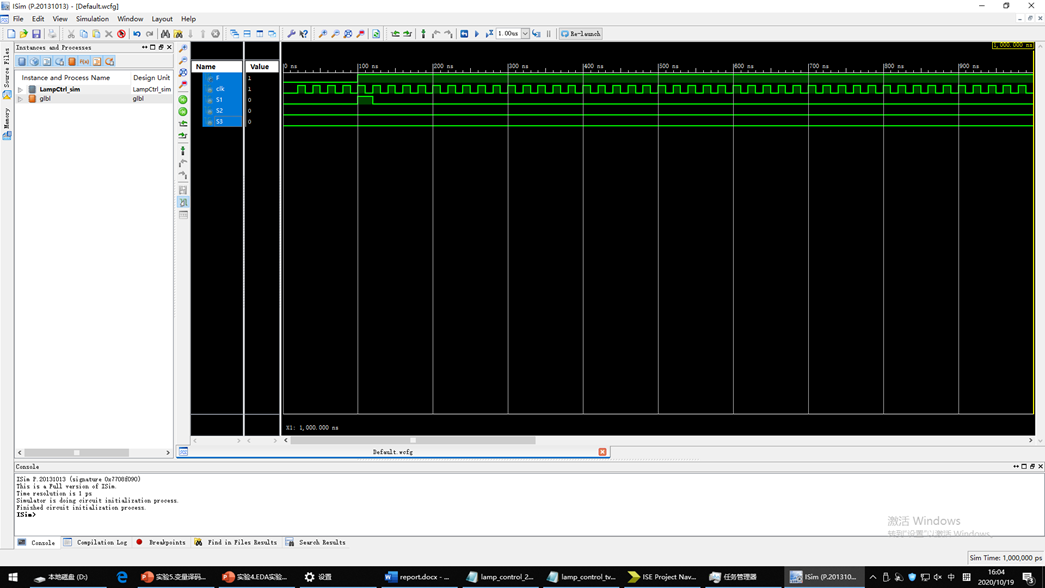 ISim (P.20131013) - [Default.wcfg]
File Edit View Simulation Window Layout Help
1.00us Re-launch
Instances and Processes
Source Files
Memory
Instance and Process Name Design Unit
LampCtrl_sim LampCtrl_sim
glbl glbl
Name Value
F 1
clk 1
S1 0
S2 0
S3 0
1,000.000 ns
0 ns 100 ns 200 ns 300 ns 400 ns 500 ns 600 ns 700 ns 800 ns 900 ns
X1: 1,000.000 ns
Default.wcfg
Console
ISim P.20131013 (signature 0x7708f090)
This is a Full version of ISim.
Time resolution is 1 ps
Simulator is doing circuit initialization process.
Finished circuit initialization process.
ISim>
激活 Windows
转到"设置"以激活 Windows。
Console Compilation Log Breakpoints Find in Files Results Search Results
Sim Time: 1,000,000 ps
本地磁盘 (D:) 实验5.变量译码... 实验4.EDA实验... 设置 report.docx - ... lamp_control_2... lamp_control_tv... ISE Project Nav... 任务管理器 ISim (P.20131O... 中 16:04
2020/10/19 3